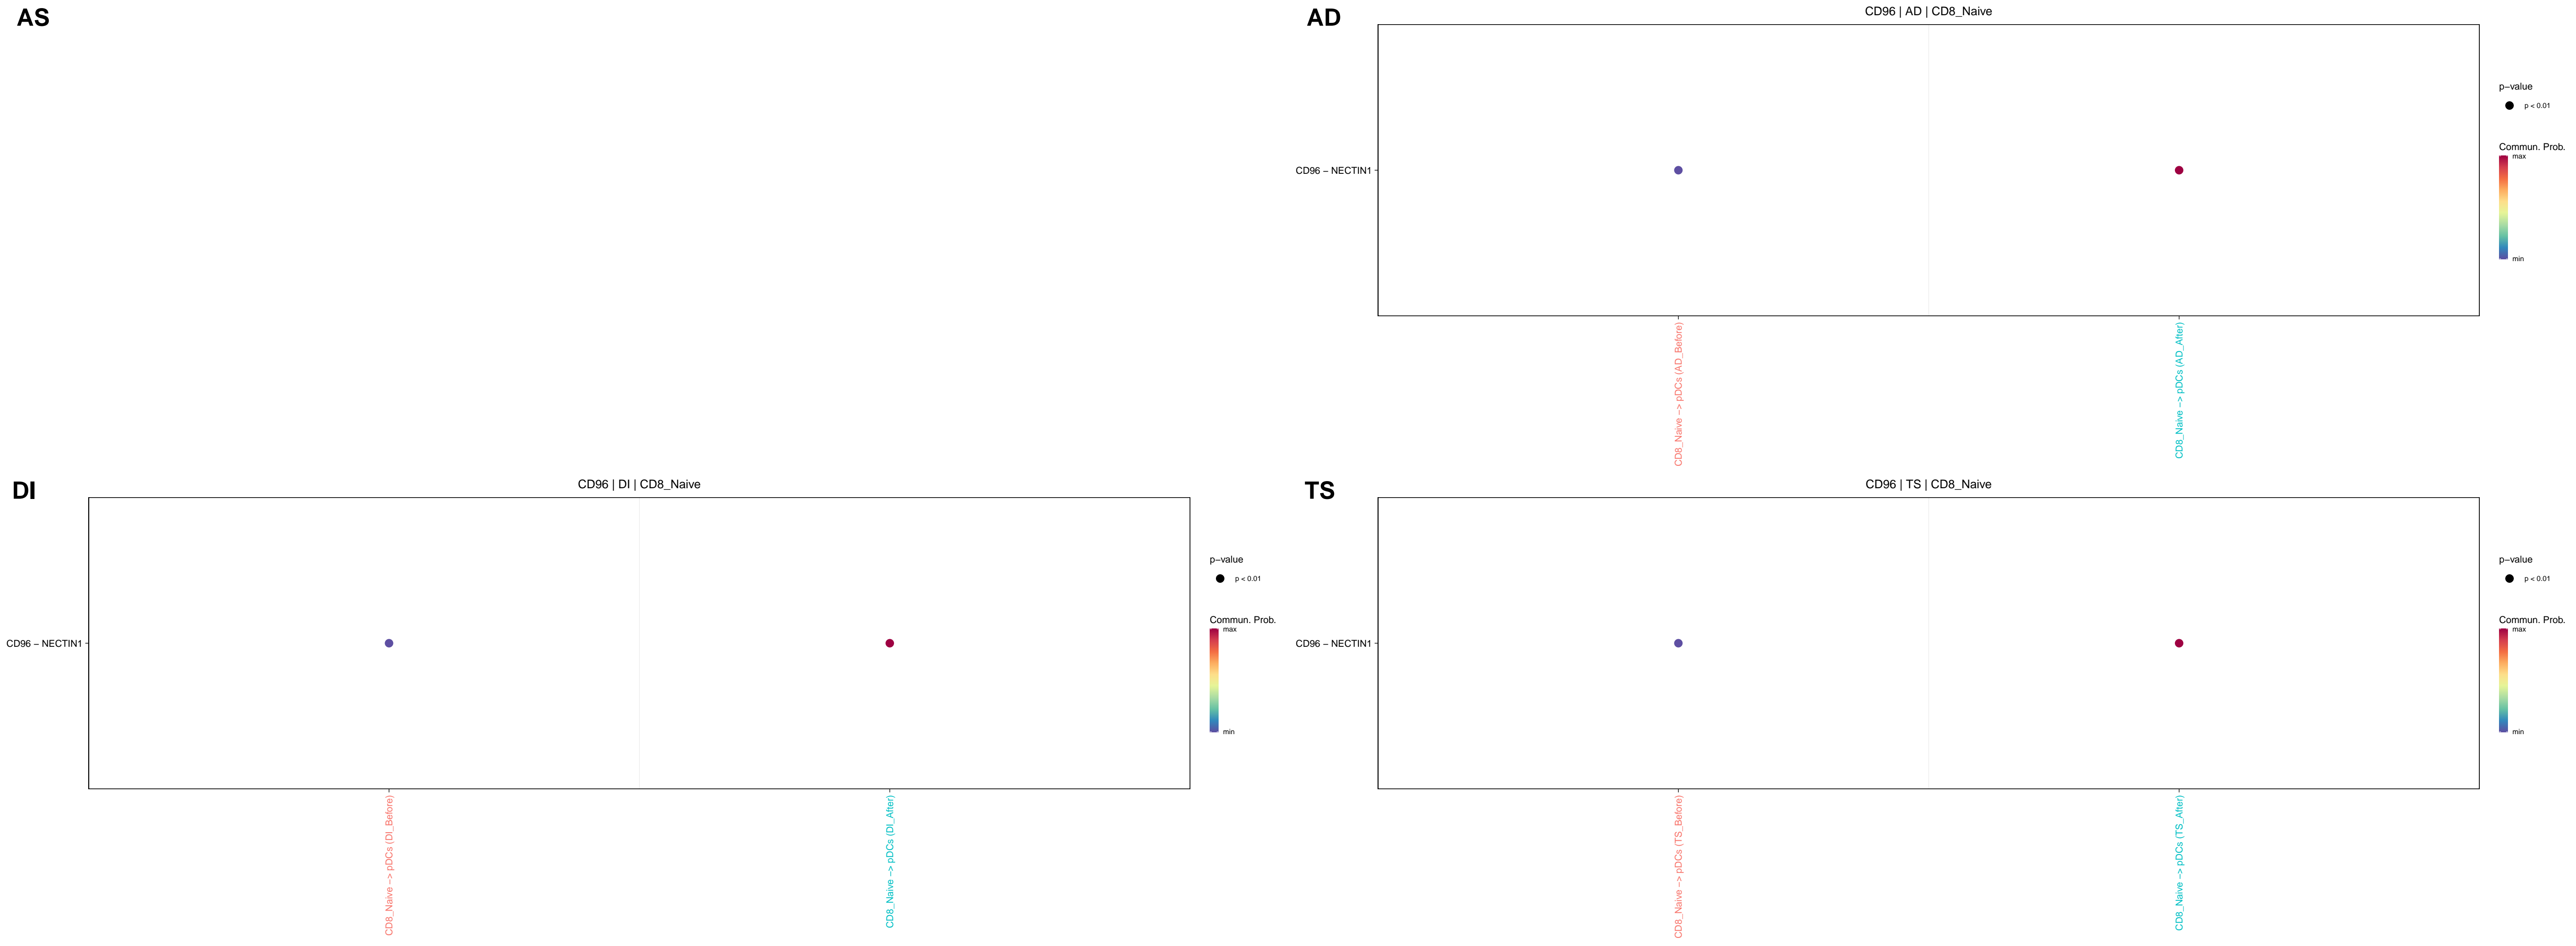 AS
AD
CD96 | AD | CD8_Naive
CD96 – NECTIN1
p–value
p < 0.01
Commun. Prob.
max
min
CD8_Naive –> pDCs (AD_Before)
CD8_Naive –> pDCs (AD_After)
DI
CD96 | DI | CD8_Naive
CD96 – NECTIN1
p–value
p < 0.01
Commun. Prob.
max
min
CD8_Naive –> pDCs (DI_Before)
CD8_Naive –> pDCs (DI_After)
TS
CD96 | TS | CD8_Naive
CD96 – NECTIN1
p–value
p < 0.01
Commun. Prob.
max
min
CD8_Naive –> pDCs (TS_Before)
CD8_Naive –> pDCs (TS_After)